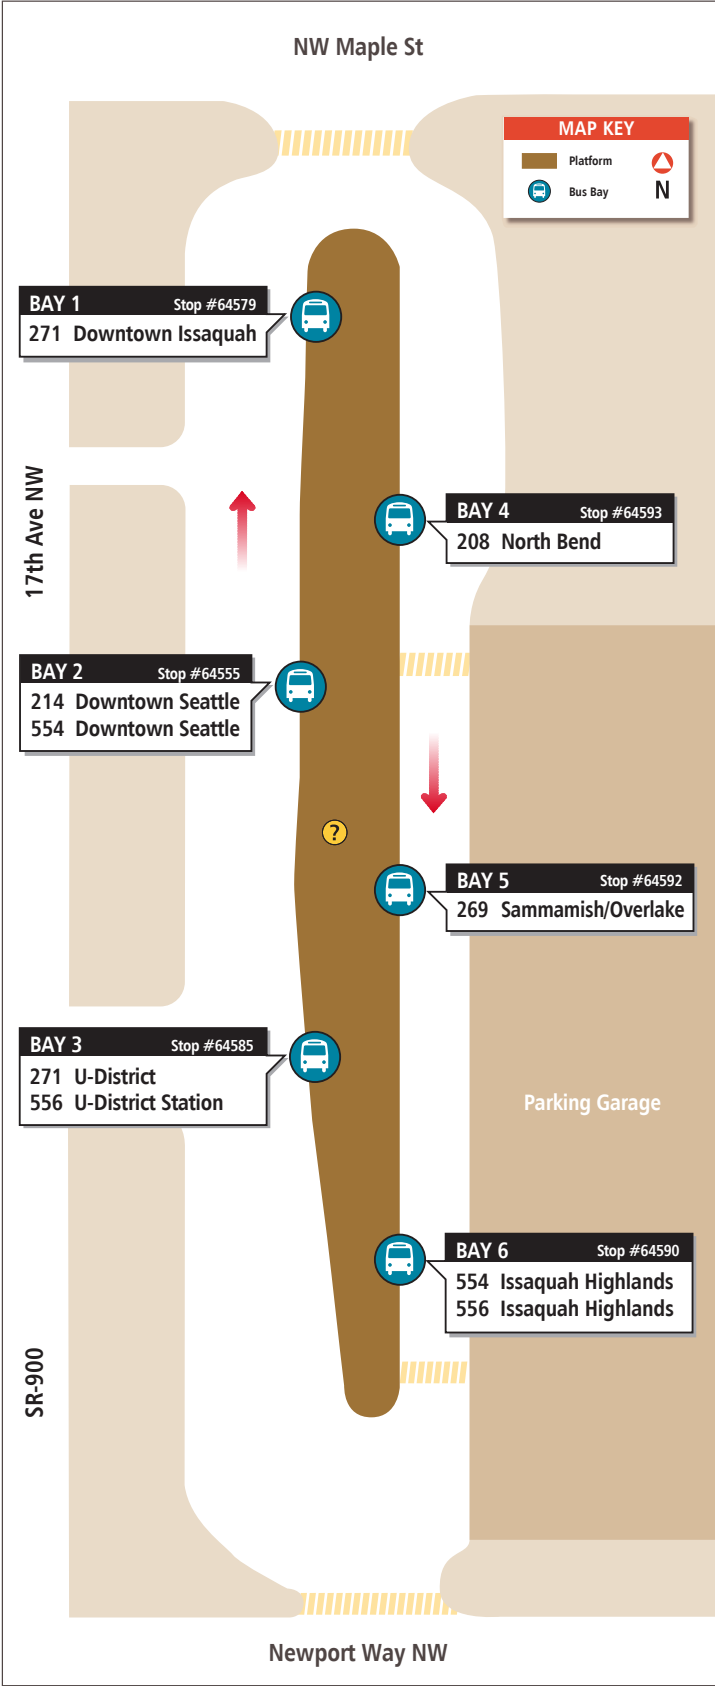 NW Maple St
MAP KEY
Platform
Bus Bay
N
BAY 1 Stop #64579
271 Downtown Issaquah
17th Ave NW
BAY 4 Stop #64593
208 North Bend
BAY 2 Stop #64555
214 Downtown Seattle
554 Downtown Seattle
?
BAY 5 Stop #64592
269 Sammamish/Overlake
BAY 3 Stop #64585
271 U-District
556 U-District Station
Parking Garage
BAY 6 Stop #64590
554 Issaquah Highlands
556 Issaquah Highlands
SR-900
Newport Way NW